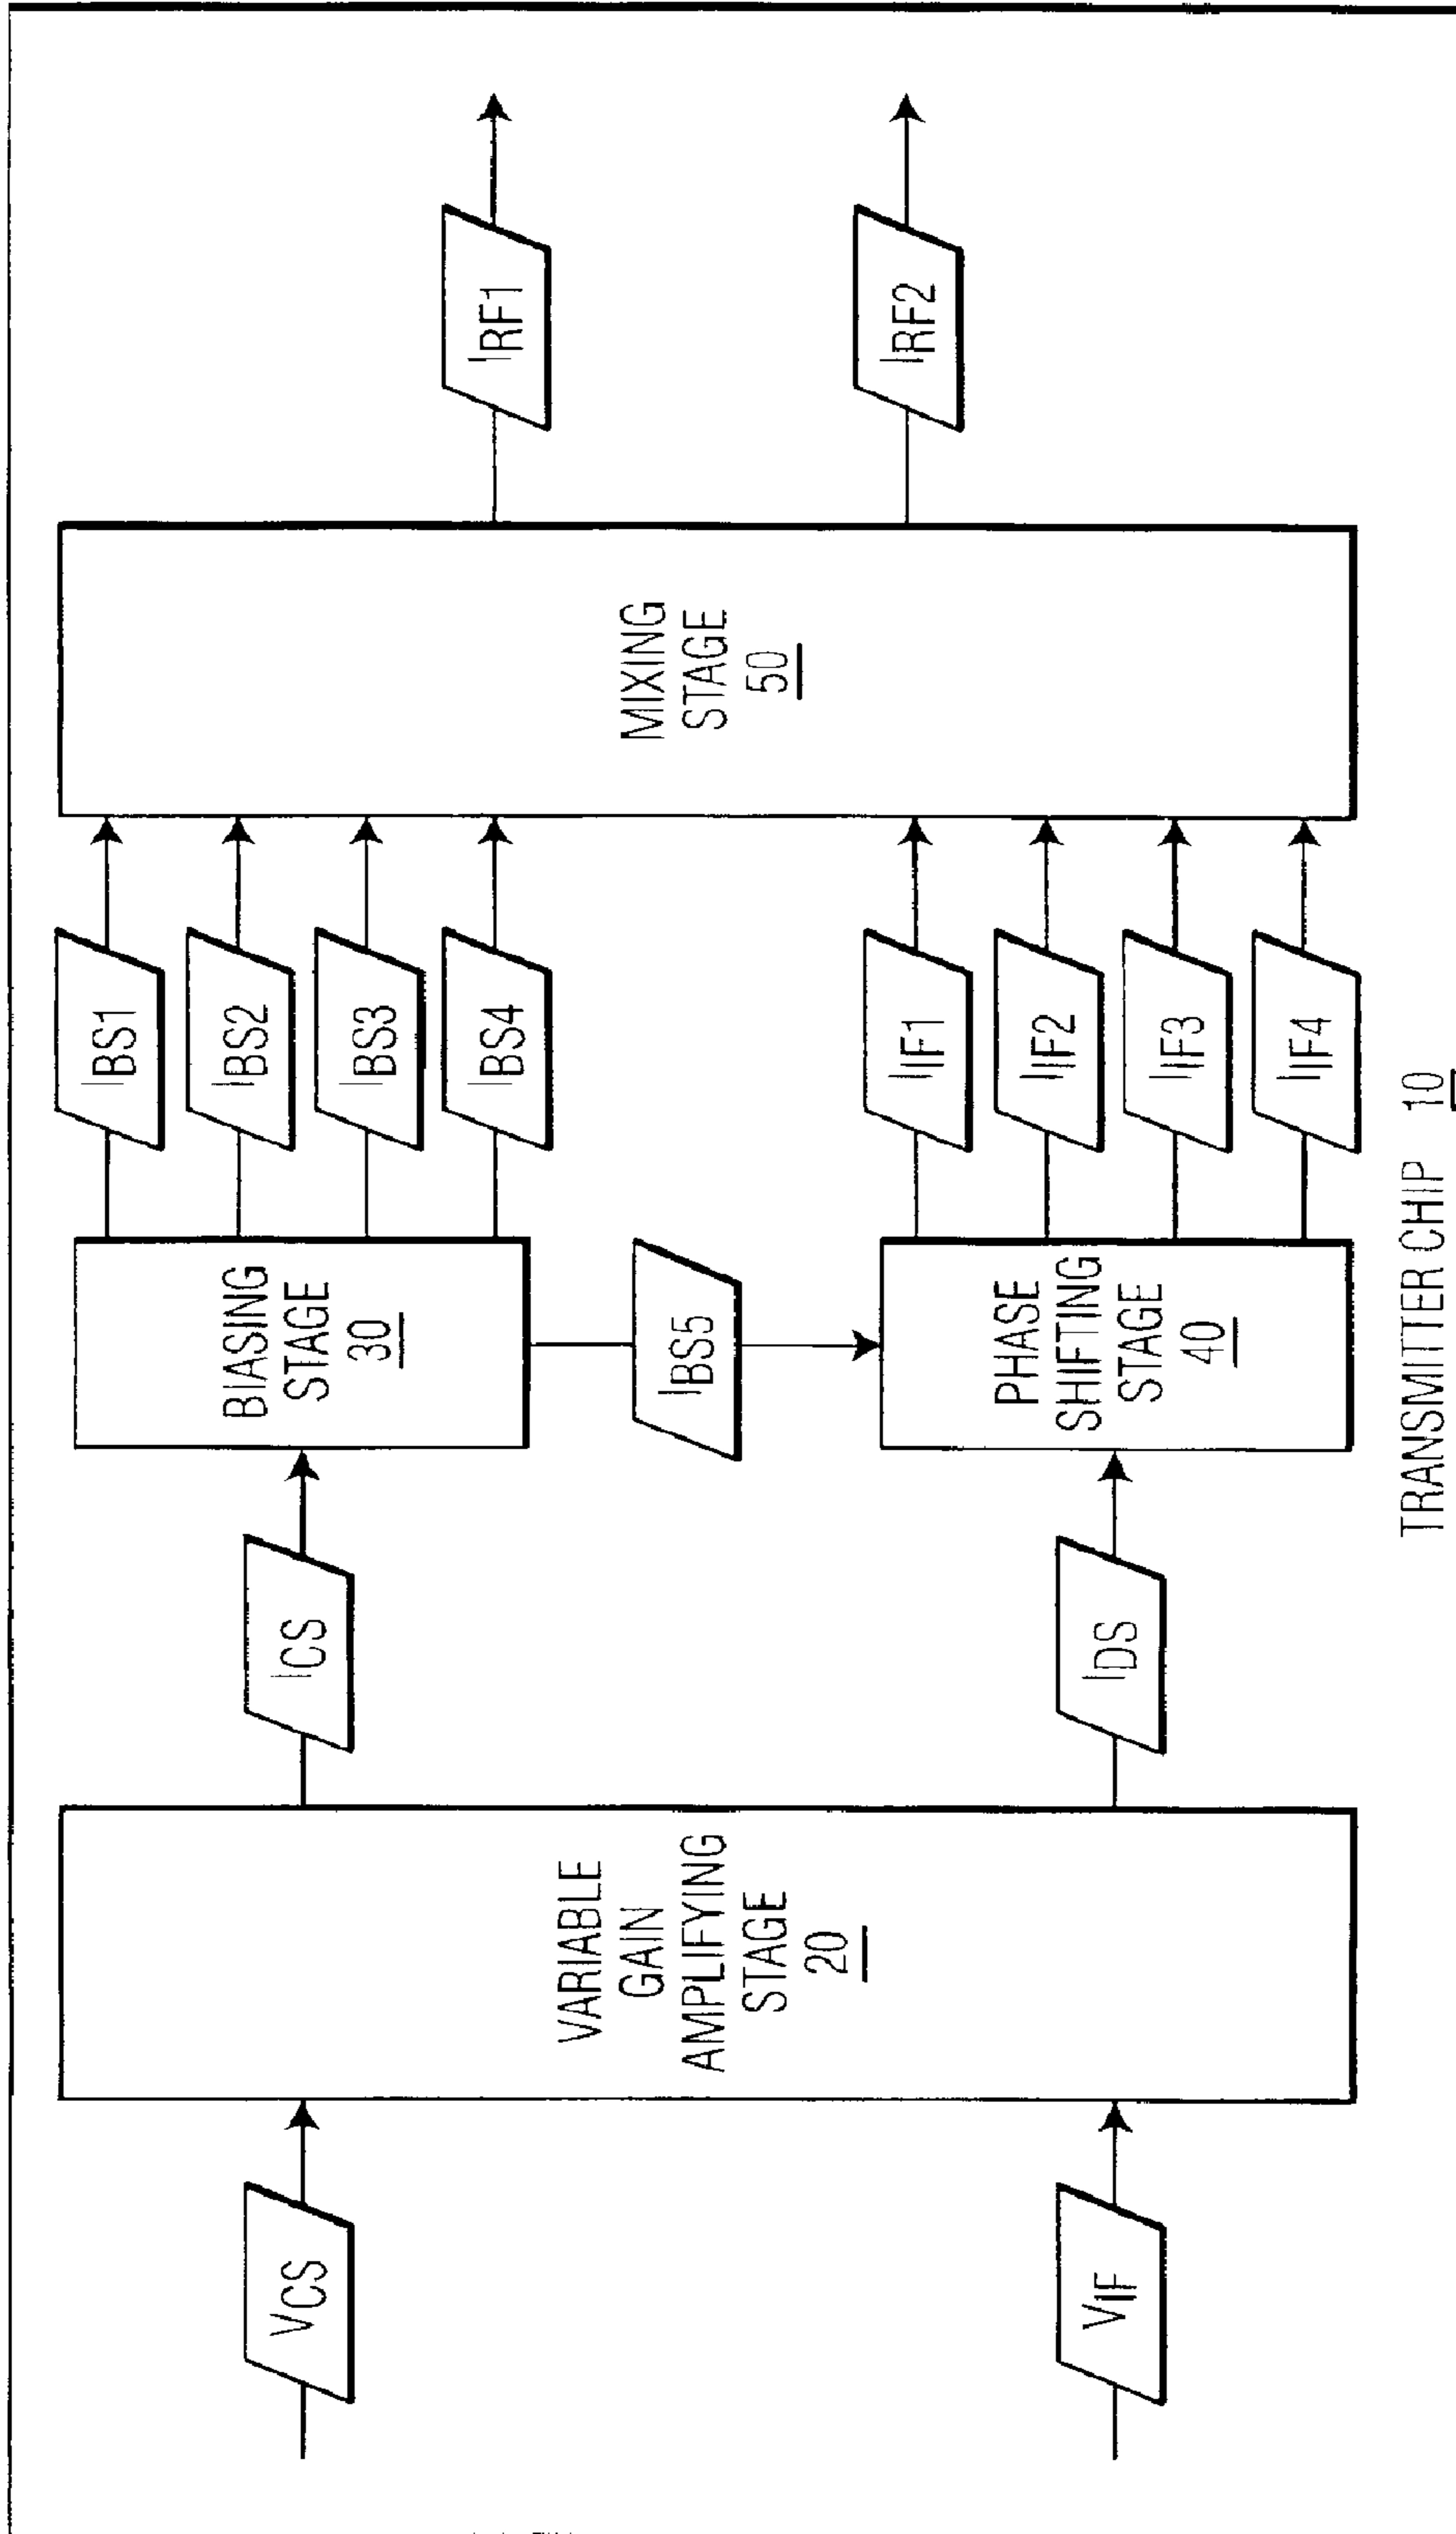 VCS
VIF
VARIABLE
GAIN
AMPLIFYING
STAGE
20
ICS
IDS
BIASING
STAGE
30
IBS5
PHASE
SHIFTING
STAGE
40
IBS1
IBS2
IBS3
IBS4
IIF1
IIF2
IIF3
IIF4
MIXING
STAGE
50
IRF1
IRF2
TRANSMITTER CHIP 10